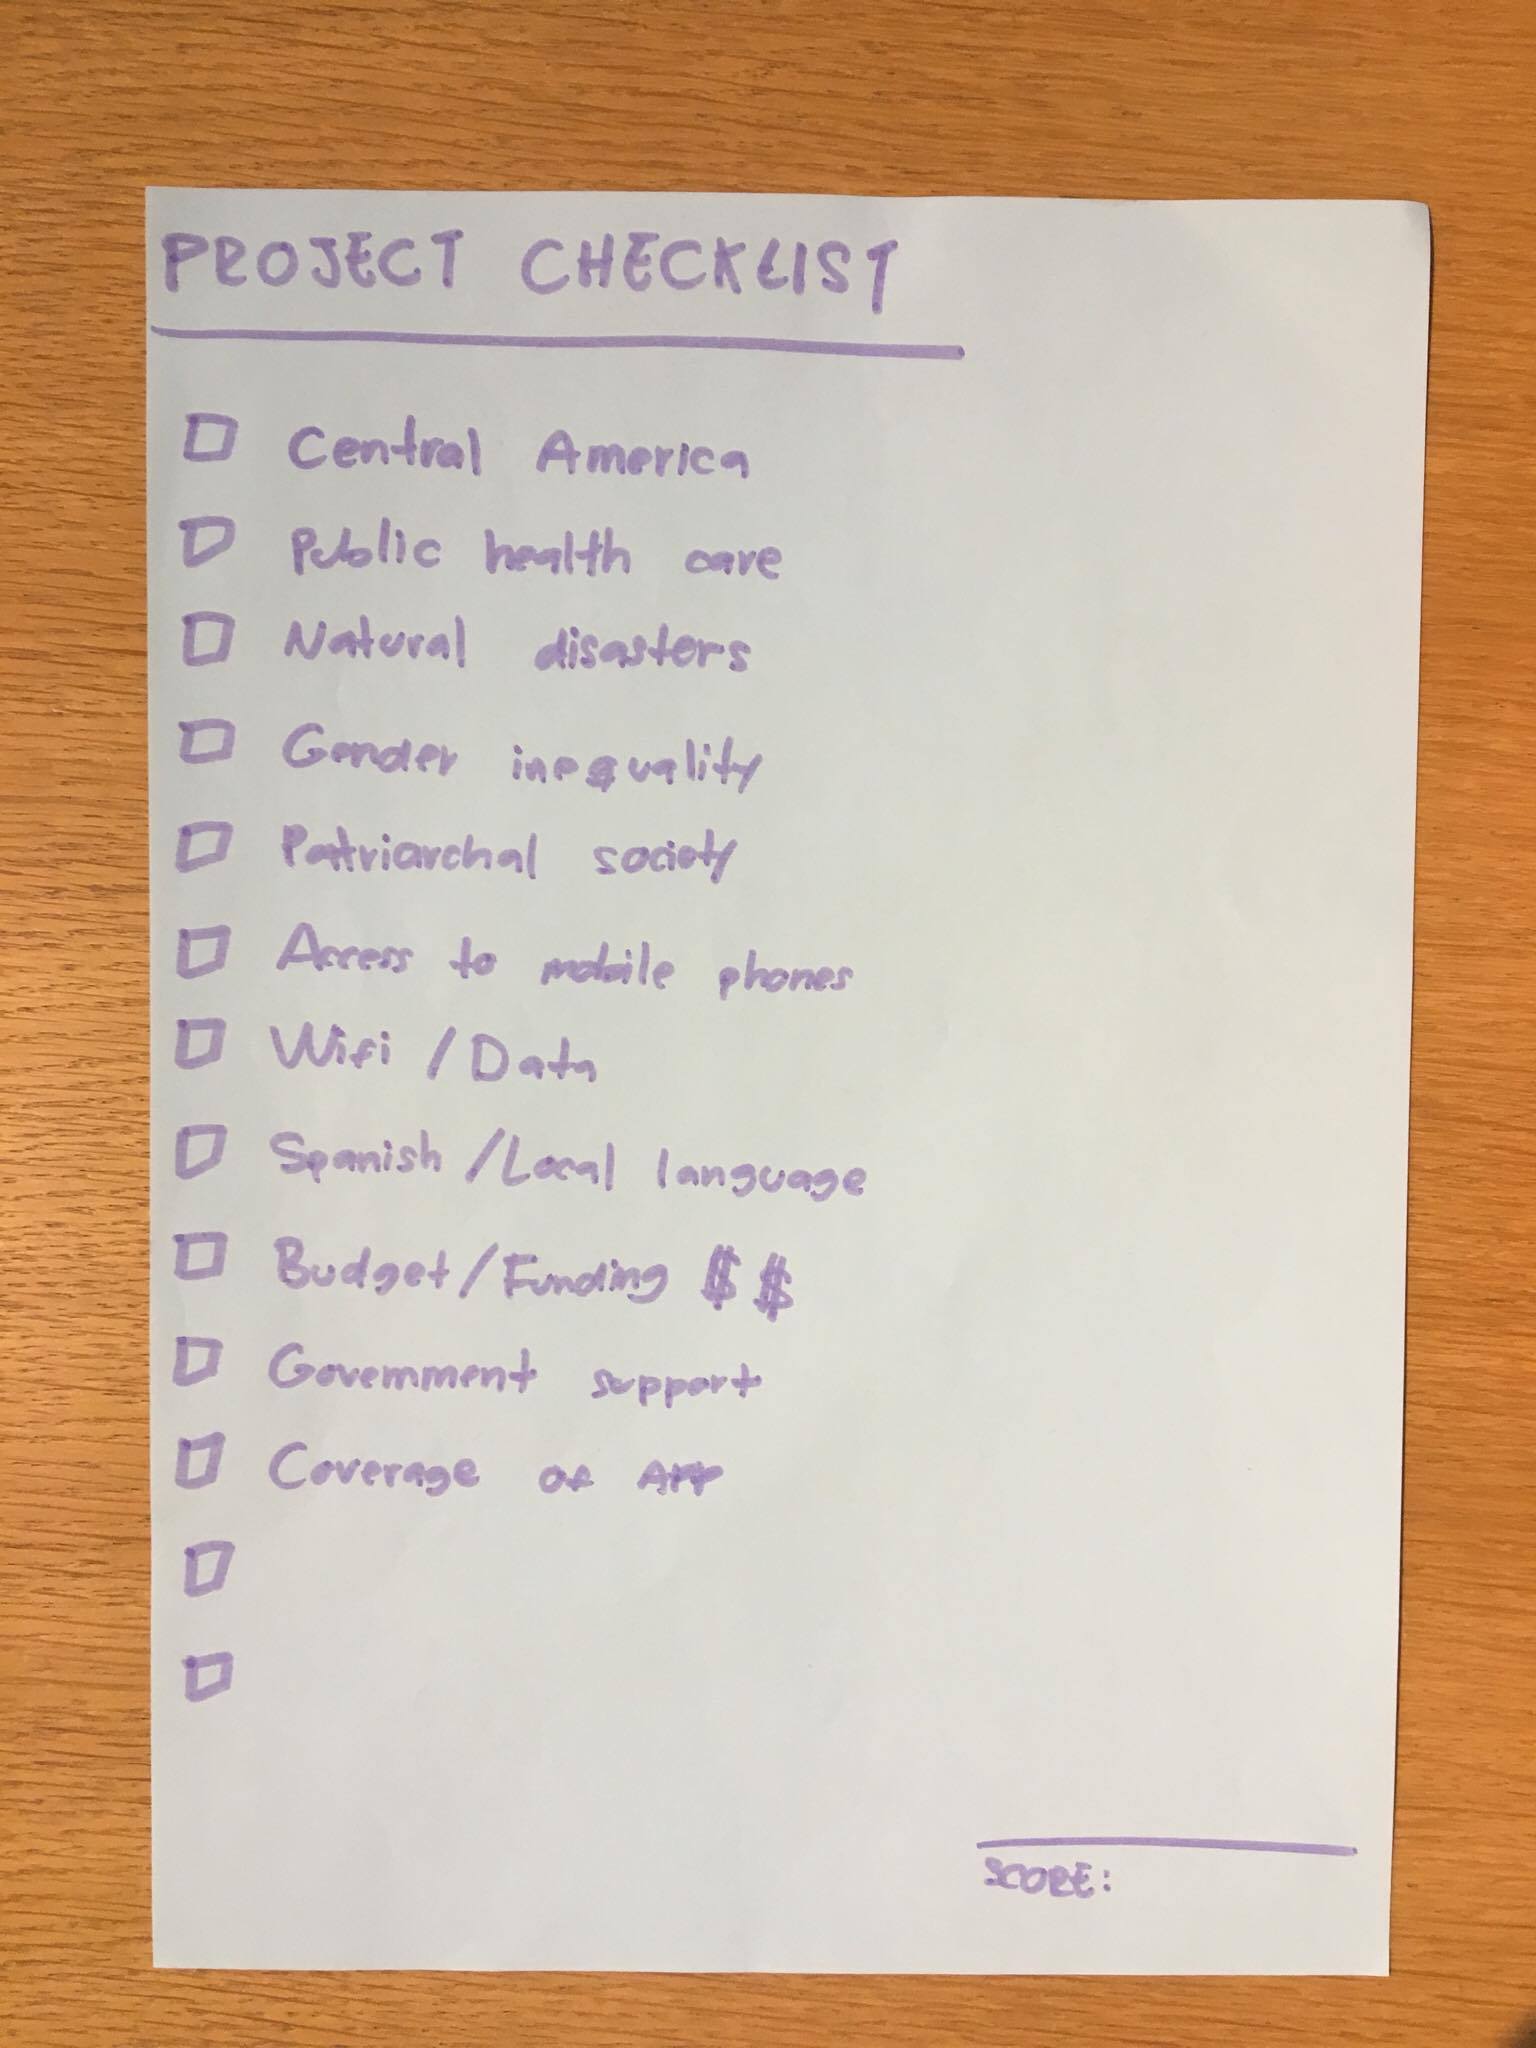 PROJECT CHECKLIST
Central America
Public health care
Natural disasters
Gender inequality
Patriarchal society
Access to mobile phones
Wifi / Data
Spanish / Local language
Budget / Funding $ $
Government support
Coverage of APP
SCORE: